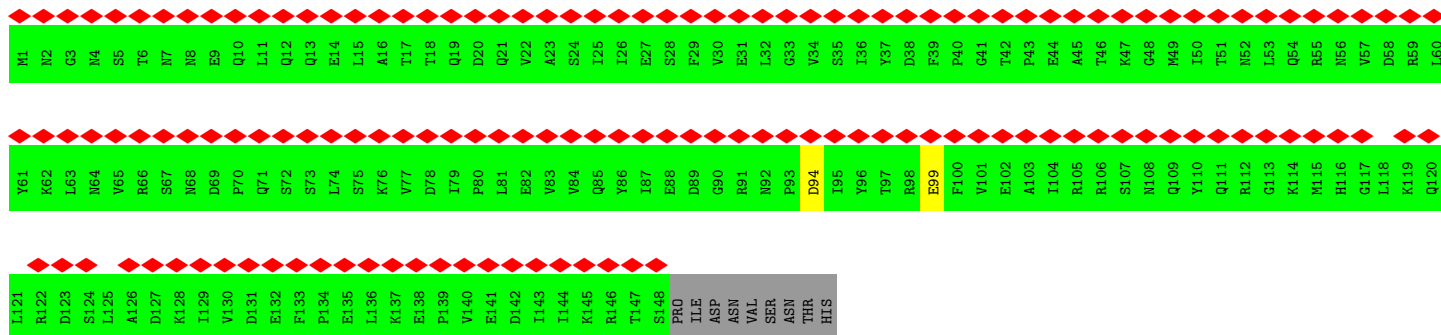 M1 N2 G3 N4 S5 T6 N7 N8 E9 Q10 L11 Q12 Q13 E14 L15 A16 T17 T18 Q19 D20 Q21 V22 A23 S24 I25 I26 E27 S28 F29 V30 E31 L32 G33 V34 S35 I36 Y37 D38 F39 P40 G41 T42 P43 E44 A45 T46 K47 G48 M49 I50 T51 N52 L53 Q54 R55 N56 V57 D58 R59 L60
Y61 K62 L63 N64 V65 R66 S67 N68 D69 P70 Q71 S72 S73 L74 S75 K76 V77 D78 I79 P80 L81 E82 V83 V84 Q85 Y86 I87 E88 D89 G90 R91 N92 P93 D94 I95 Y96 T97 R98 E99 F100 V101 E102 A103 I104 R105 R106 S107 N108 Q109 Y110 Q111 R112 G113 K114 M115 H116 G117 L118 K119 Q120
L121 R122 D123 S124 L125 A126 D127 K128 I129 V130 D131 E132 F133 P134 E135 L136 K137 E138 P139 V140 E141 D142 I143 I144 K145 R146 T147 S148 PRO ILE ASP ASN VAL SER ASN THR HIS